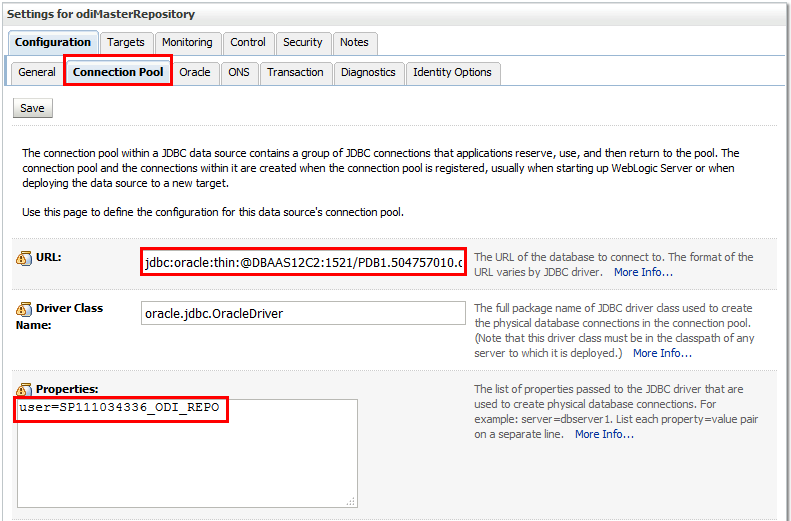 Settings for odiMasterRepository
Configuration Targets Monitoring Control Security Notes
General Connection Pool Oracle ONS Transaction Diagnostics Identity Options
Save
The connection pool within a JDBC data source contains a group of JDBC connections that applications reserve, use, and then return to the pool. The
connection pool and the connections within it are created when the connection pool is registered, usually when starting up WebLogic Server or when
deploying the data source to a new target.
Use this page to define the configuration for this data source's connection pool.
URL:
jdbc:oracle:thin:@DBAAS12C2:1521/PDB1.504757010.c
The URL of the database to connect to. The format of the
URL varies by JDBC driver. More Info...
Driver Class
Name:
oracle.jdbc.OracleDriver
The full package name of JDBC driver class used to create
the physical database connections in the connection pool.
(Note that this driver class must be in the classpath of any
server to which it is deployed.) More Info...
Properties:
user=SP111034336_ODI_REPO
The list of properties passed to the JDBC driver that are
used to create physical database connections. For
example: server=dbserver1. List each property=value pair
on a separate line. More Info...